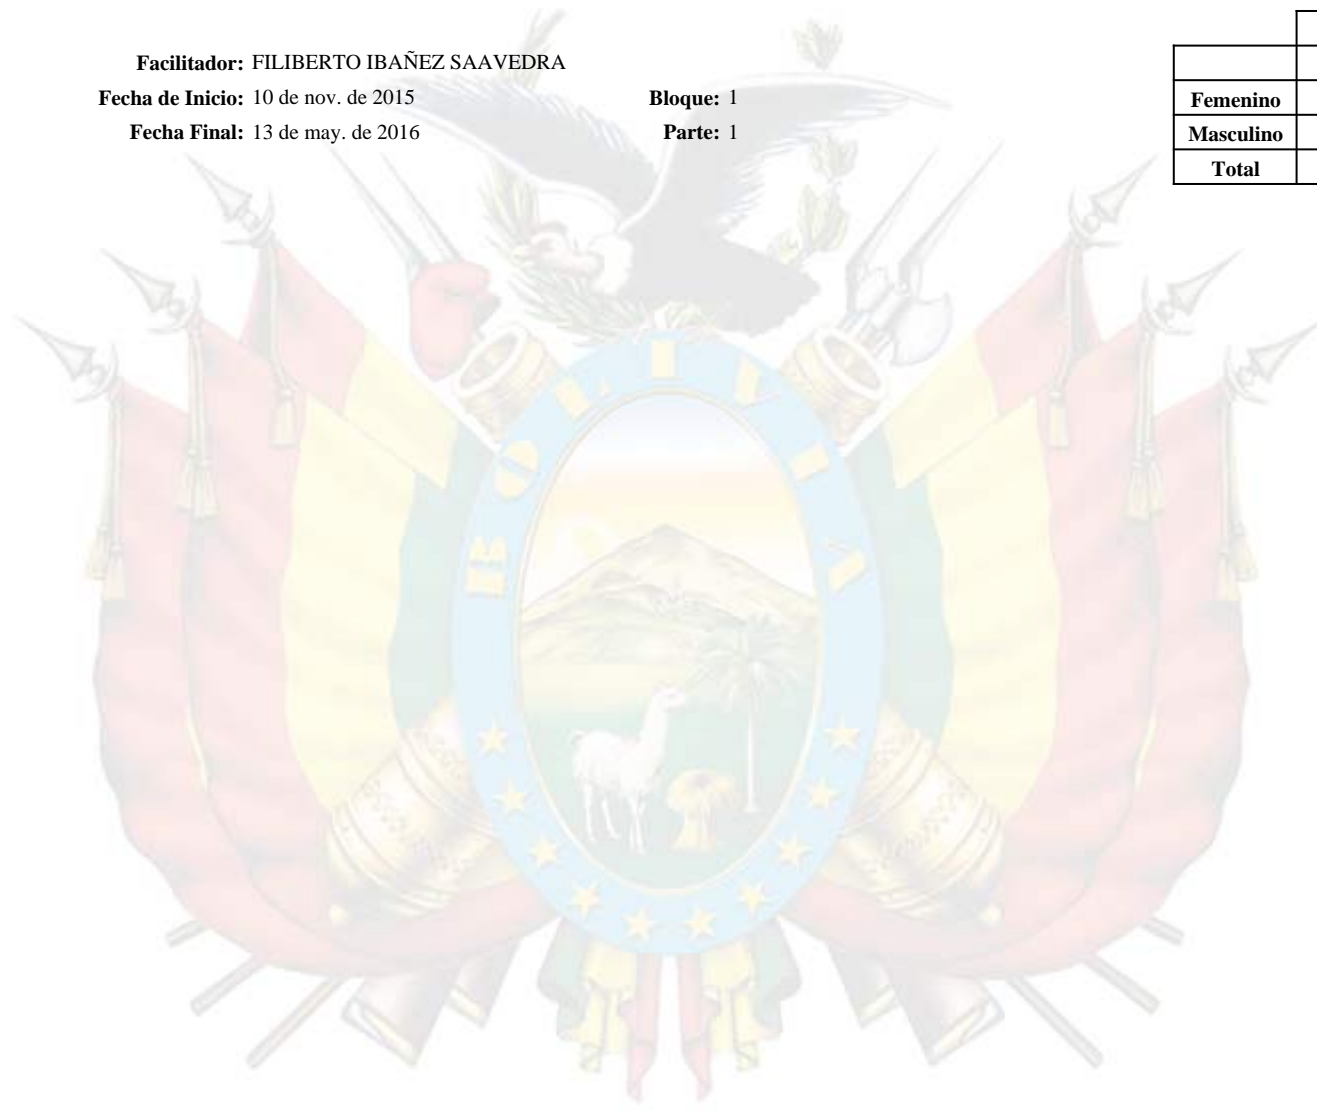 Facilitador: FILIBERTO IBAÑEZ SAAVEDRA
Fecha de Inicio: 10 de nov. de 2015 Bloque: 1
Fecha Final: 13 de may. de 2016 Parte: 1
Femenino
Masculino
Total
BOLIVIA